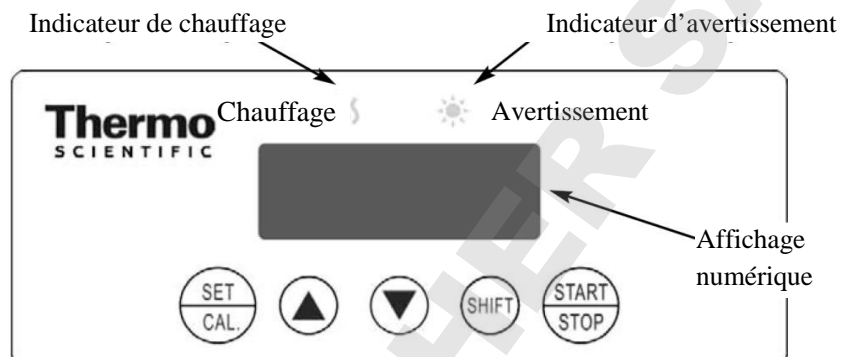 Indicateur de chauffage Indicateur d’avertissement
Thermo
SCIENTIFIC
Chauffage Avertissement
Affichage
numérique
SET
CAL.
SHIFT
START
STOP